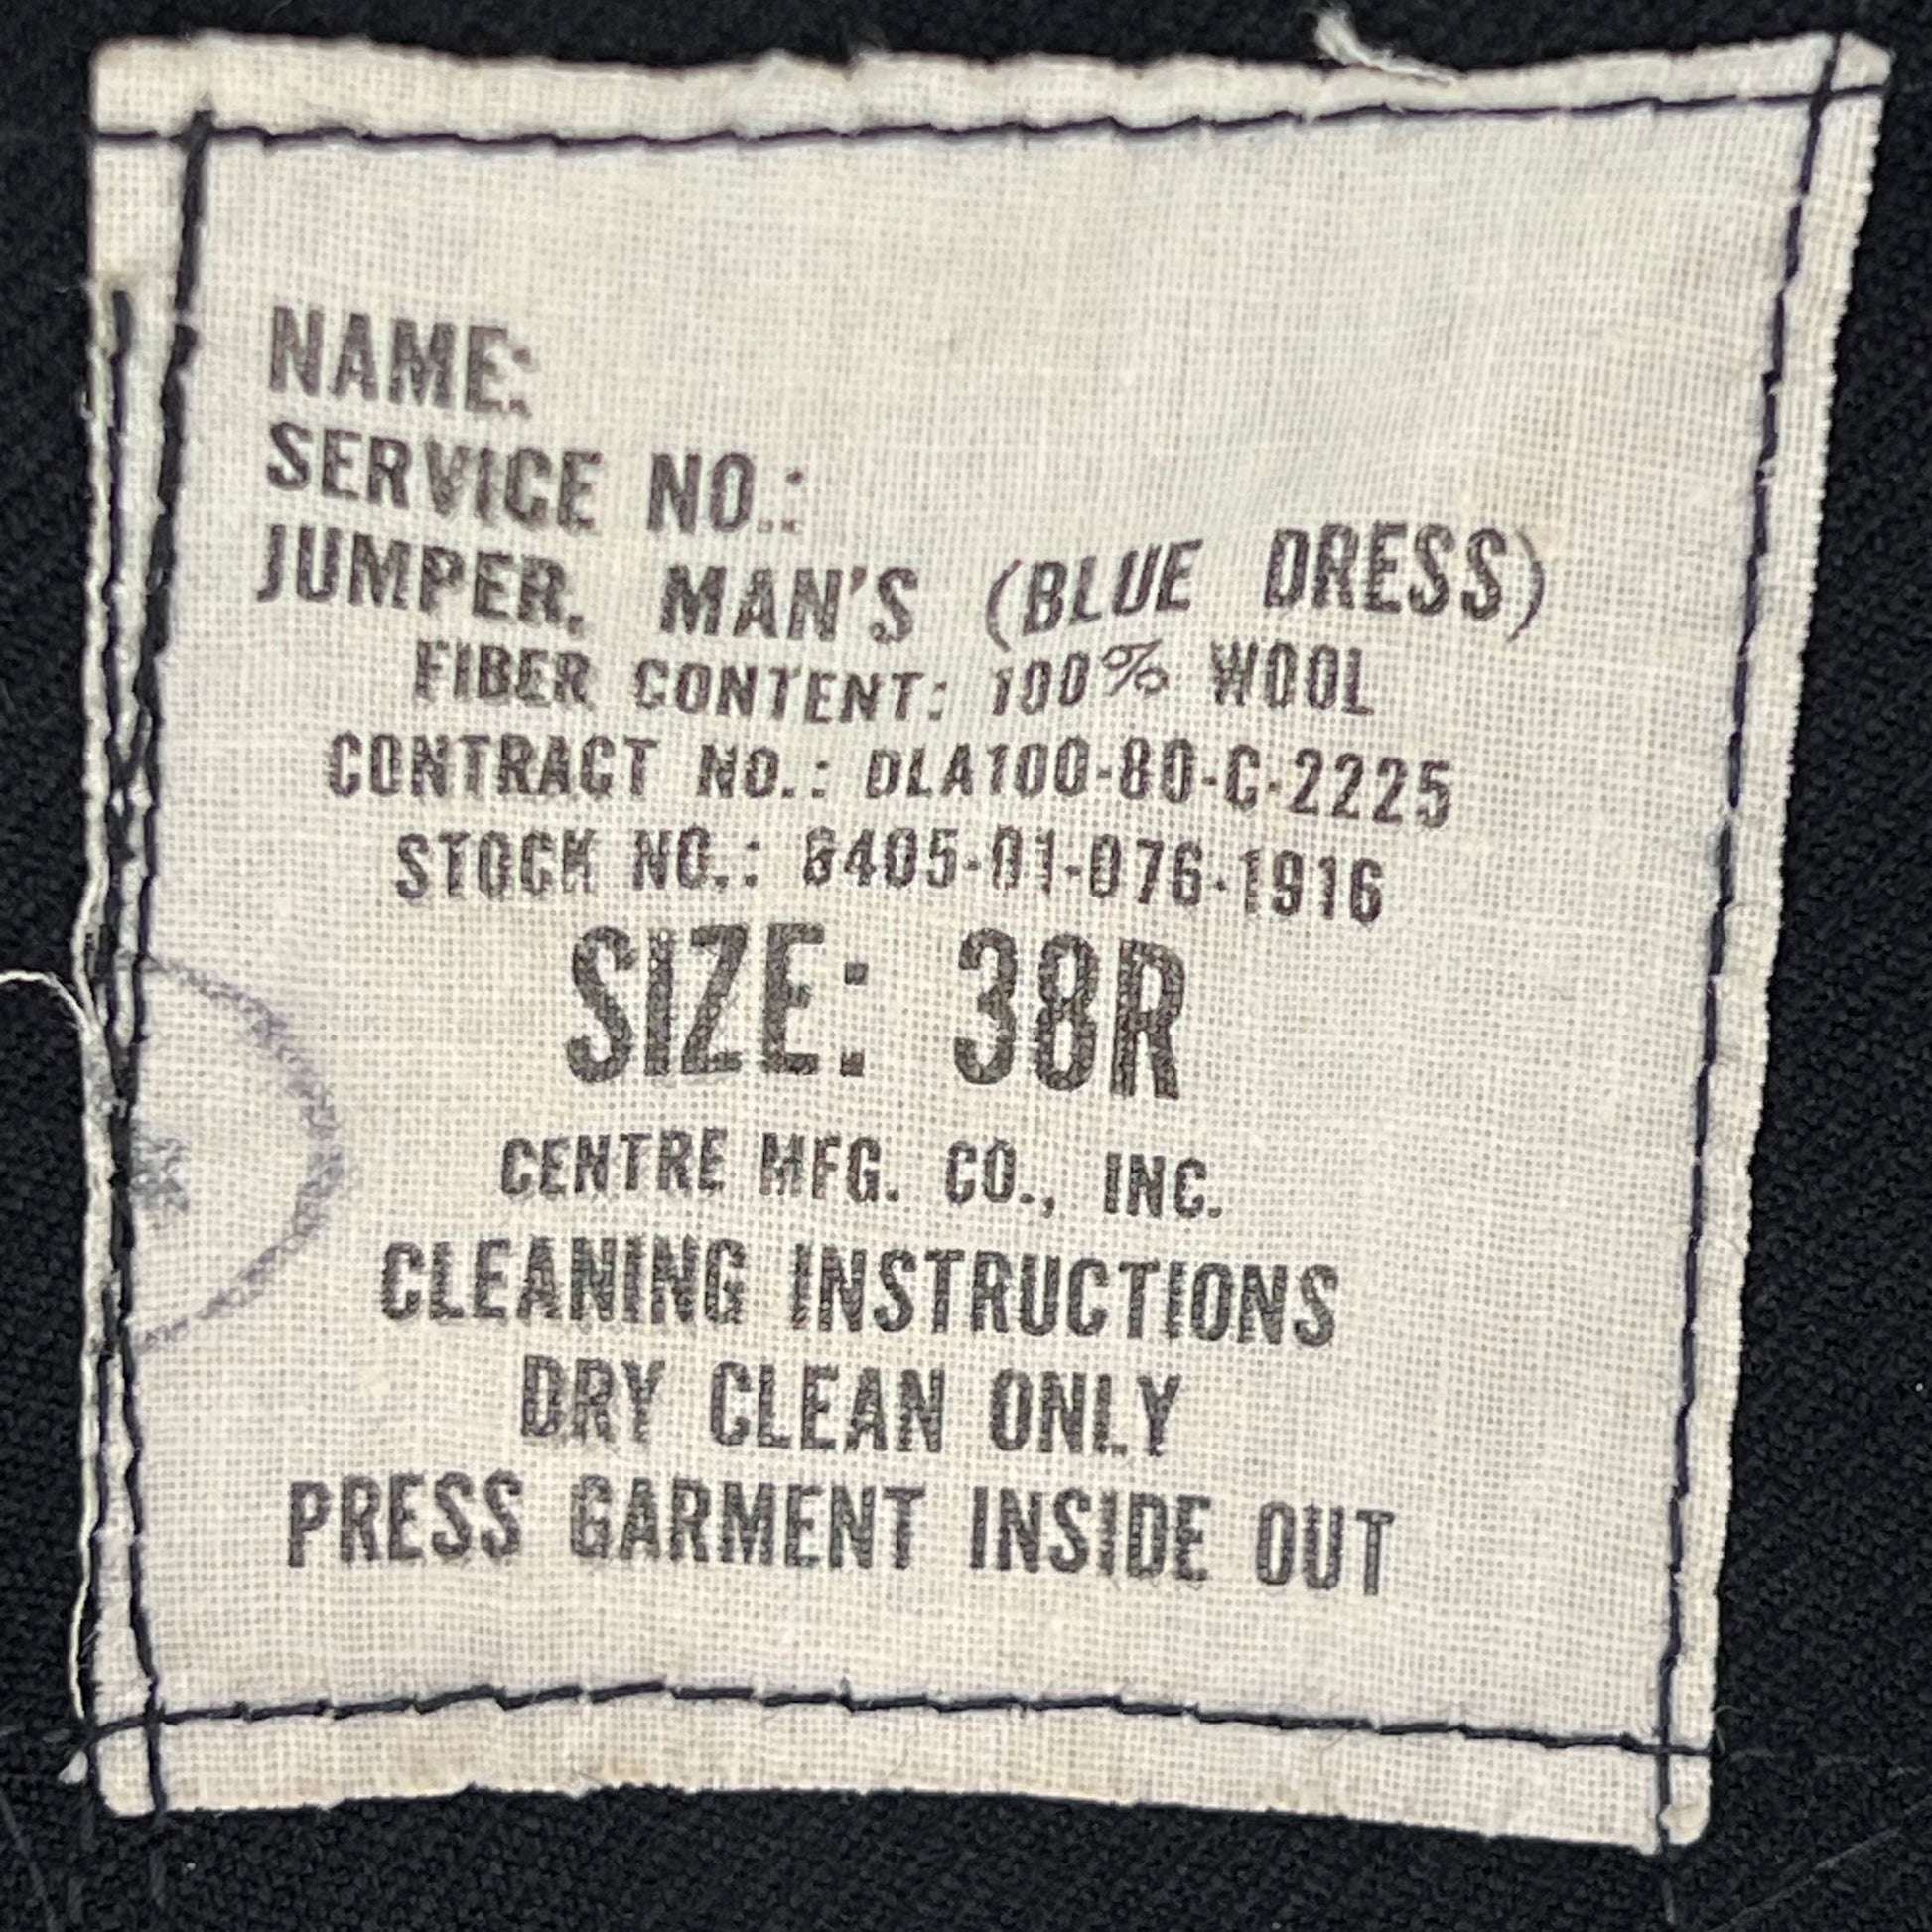 NAME:
SERVICE NO.:
JUMPER, MAN'S (BLUE DRESS)
FIBER CONTENT: 100% WOOL
CONTRACT NO.: DLA100-80-C-2225
STOCK NO.: 8405-01-076-1916
SIZE: 38R
CENTRE MFG. CO., INC.
CLEANING INSTRUCTIONS
DRY CLEAN ONLY
PRESS GARMENT INSIDE OUT